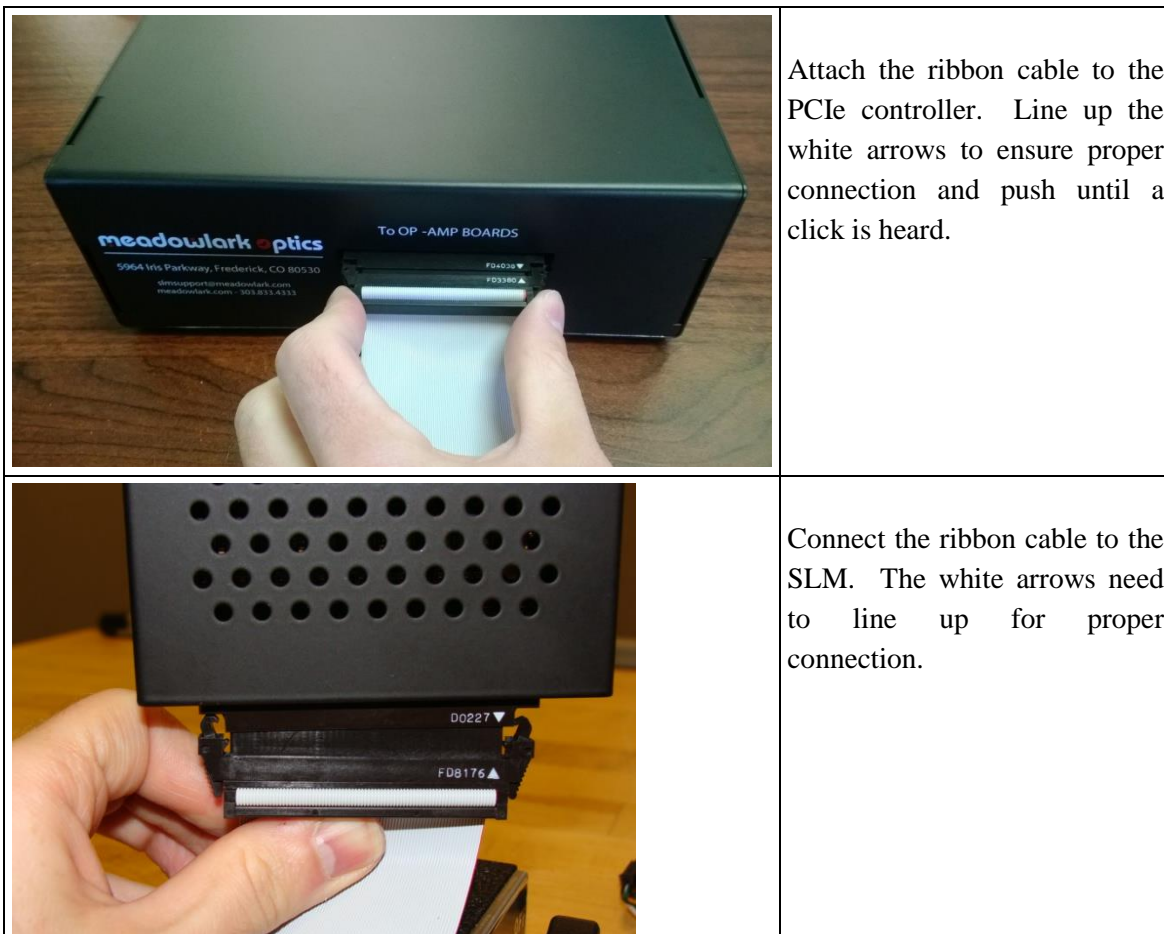 Attach the ribbon cable to the
PCIe controller. Line up the
white arrows to ensure proper
connection and push until a
click is heard.
meadowlark optics
5964 Iris Parkway, Frederick, CO 80530
slmsupport@meadowlark.com
meadowlark.com - 303.833.4333
To OP -AMP BOARDS
FD4038▼
FD3380▲
Connect the ribbon cable to the
SLM. The white arrows need
to line up for proper
connection.
D0227▼
FD8176▲